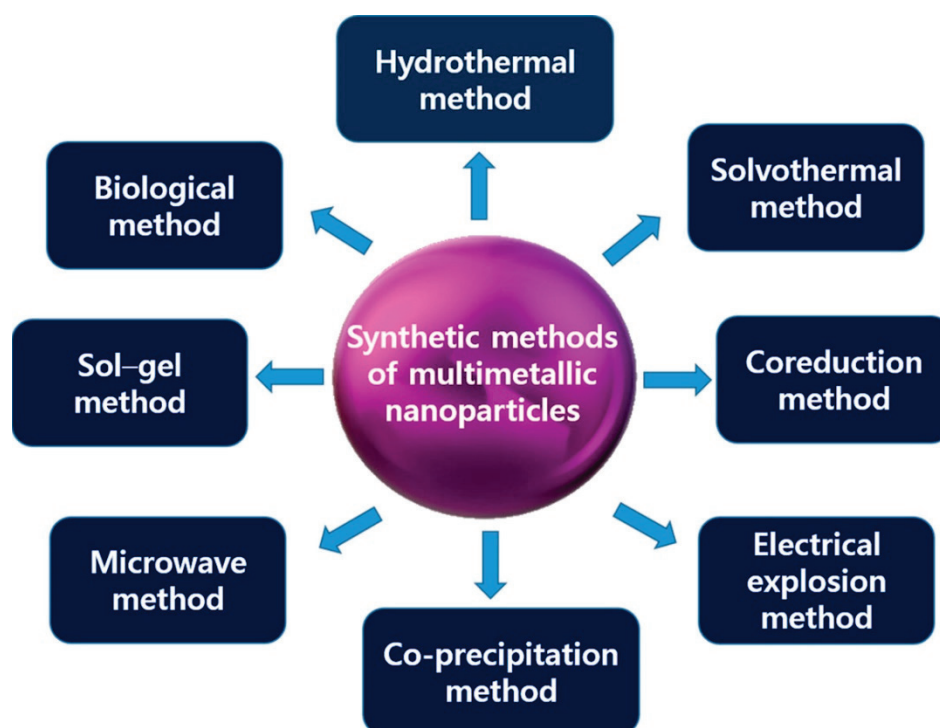 Hydrothermal
method
Solvothermal
method
Coreduction
method
Electrical
explosion
method
Co-precipitation
method
Microwave
method
Sol–gel
method
Biological
method
Synthetic methods
of multimetallic
nanoparticles